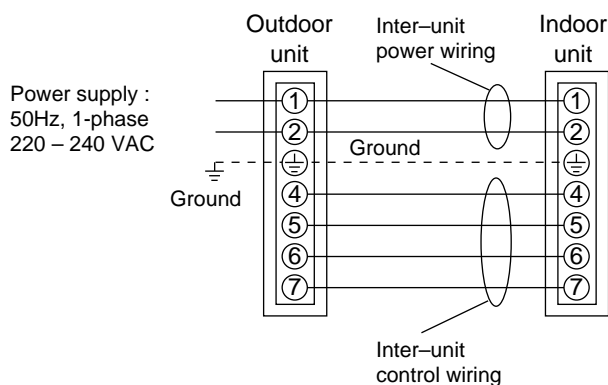 Outdoor
unit
Inter–unit
power wiring
Indoor
unit
Power supply :
50Hz, 1-phase
220 – 240 VAC
1
1
2
2
Ground
Ground
4
4
5
5
6
6
7
7
Inter–unit
control wiring